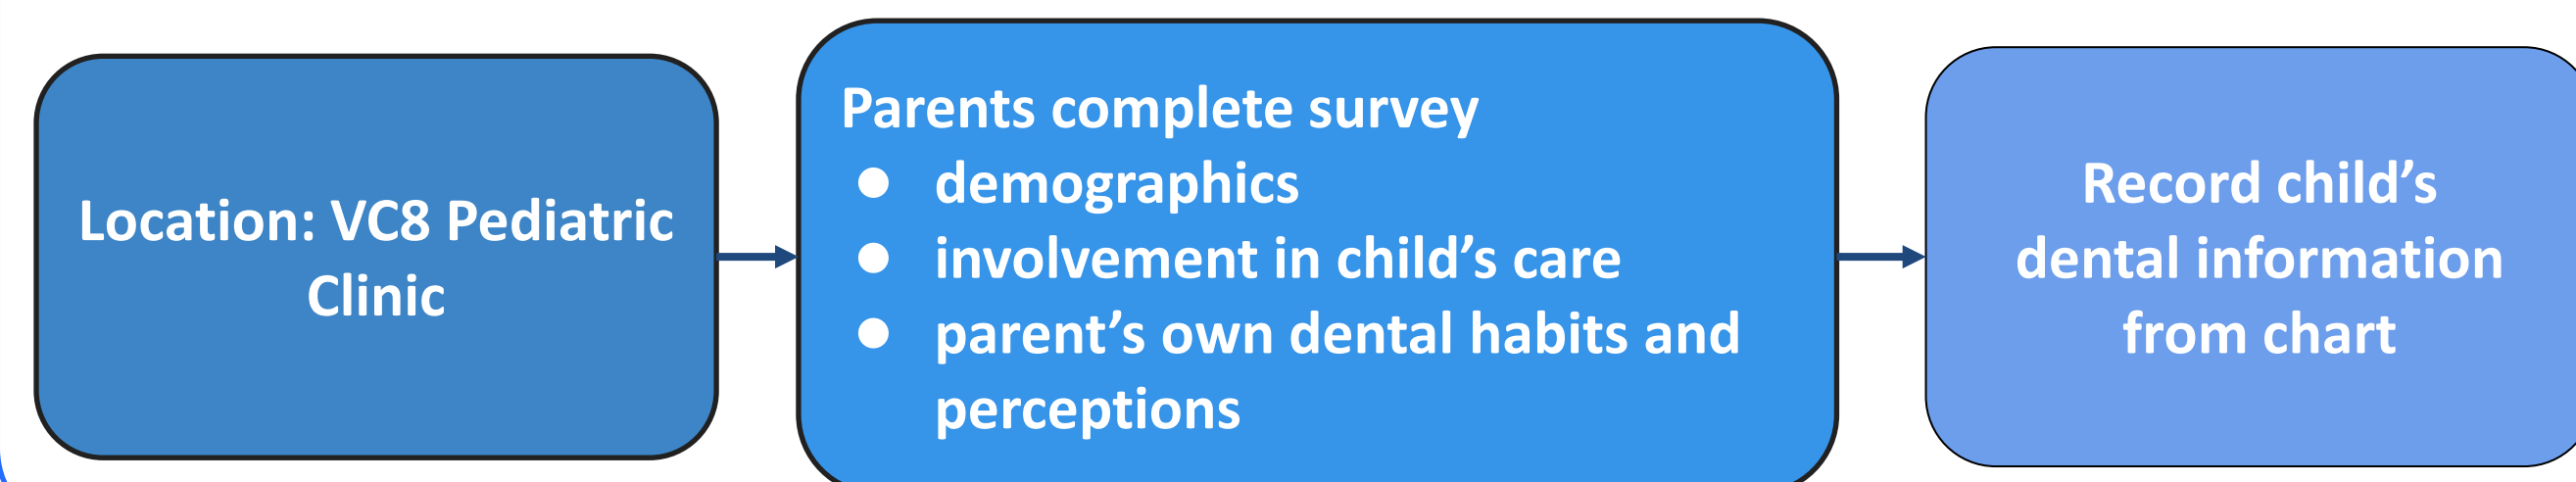 Location: VC8 Pediatric
Clinic
Parents complete survey
● demographics
● involvement in child’s care
● parent’s own dental habits and
perceptions
Record child’s
dental information
from chart